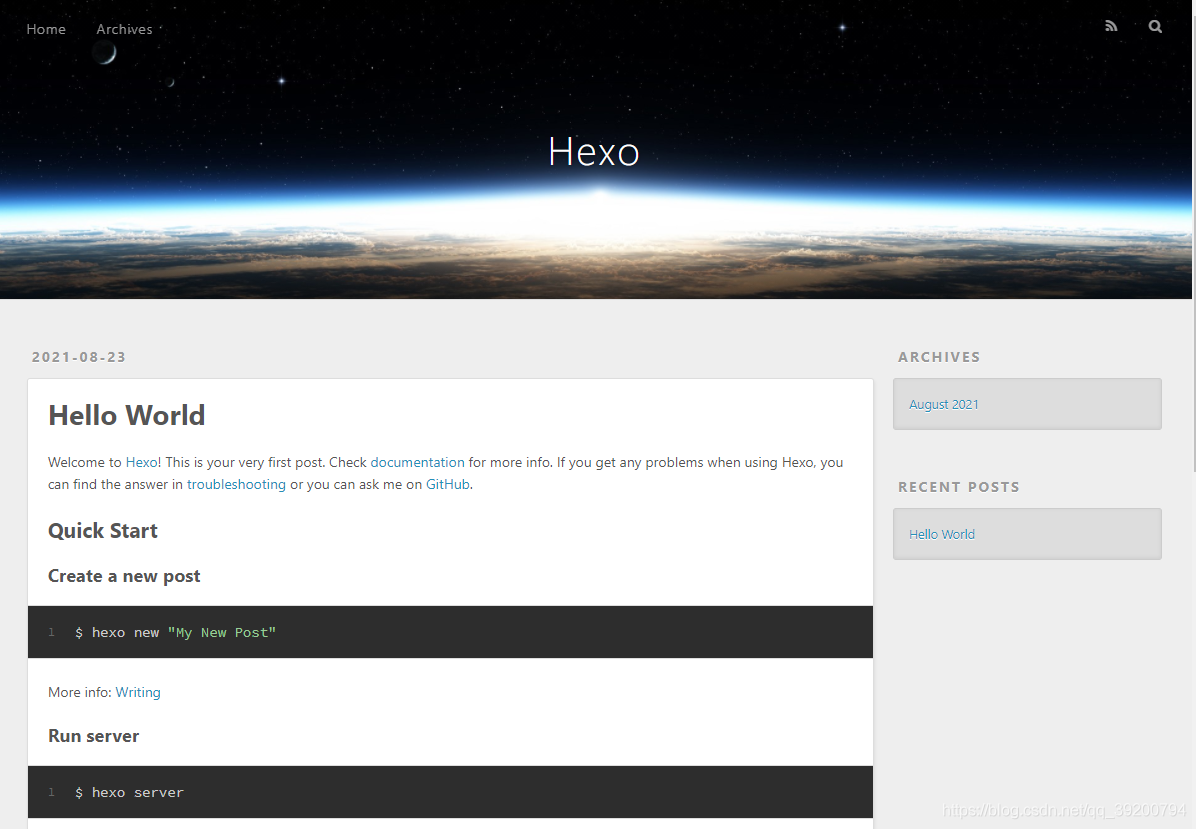 Home Archives
Hexo
2021-08-23
Hello World
Welcome to Hexo! This is your very first post. Check documentation for more info. If you get any problems when using Hexo, you
can find the answer in troubleshooting or you can ask me on GitHub.
Quick Start
Create a new post
1 $ hexo new "My New Post"
More info: Writing
Run server
1 $ hexo server
ARCHIVES
August 2021
RECENT POSTS
Hello World
https://blog.csdn.net/qq_39200794